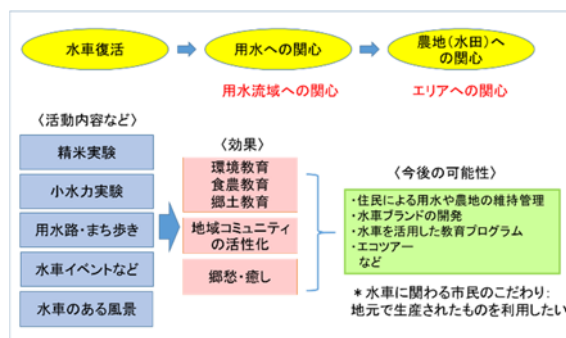 水車復活
用水への関心
農地(水田)へ
の関心
用水流域への関心
エリアへの関心
〈活動内容など〉
精米実験
小水力実験
用水路・まち歩き
水車イベントなど
水車のある風景
〈効果〉
環境教育
食農教育
郷土教育
地域コミュニティ
の活性化
郷愁・癒し
〈今後の可能性〉
・住民による用水や農地の維持管理
・水車ブランドの開発
・水車を活用した教育プログラム
・エコツアー
など
*水車に関わる市民のこだわり:
地元で生産されたものを利用したい